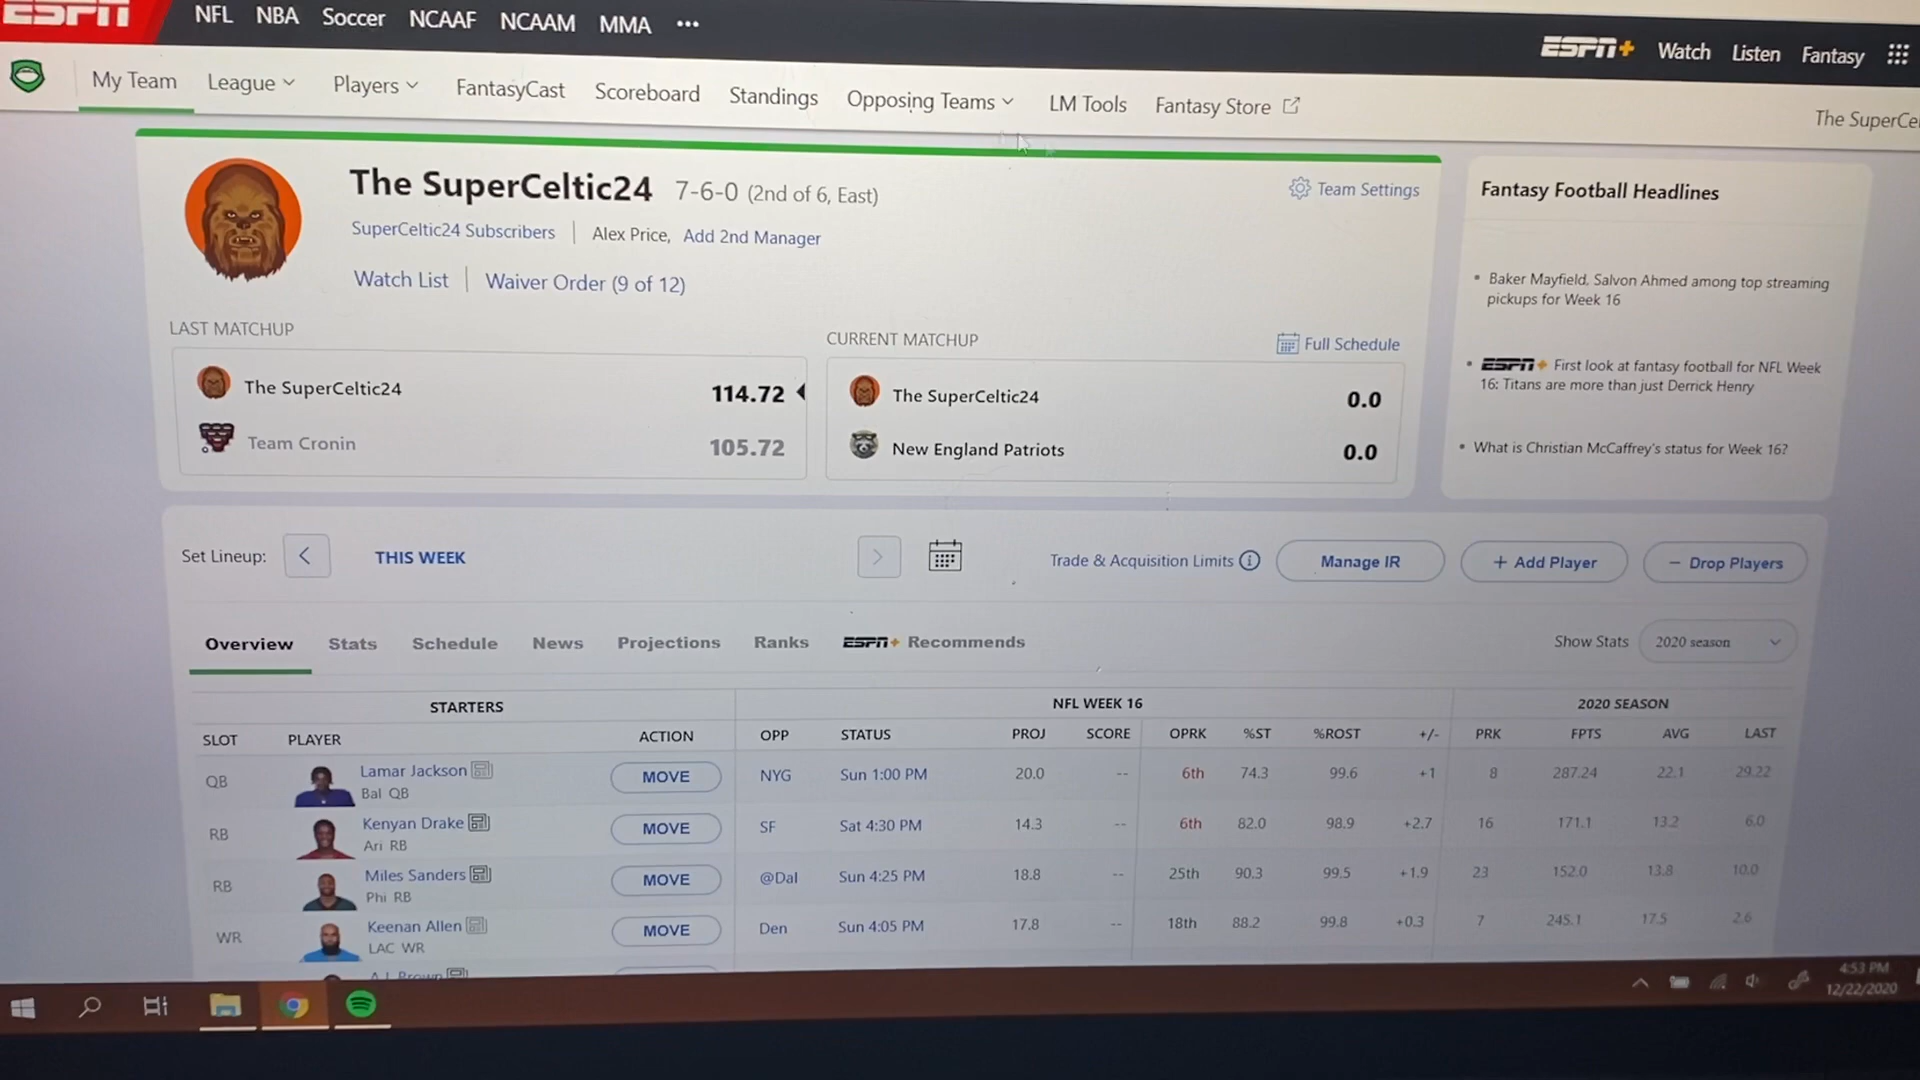 ESPN NFL NBA Soccer NCAAF NCAAM MMA •••
ESPN+ Watch Listen Fantasy
My Team League Players FantasyCast Scoreboard Standings Opposing Teams LM Tools Fantasy Store
The SuperCel
The SuperCeltic24 7-6-0 (2nd of 6, East)
Team Settings
SuperCeltic24 Subscribers | Alex Price, Add 2nd Manager
Watch List | Waiver Order (9 of 12)
LAST MATCHUP
The SuperCeltic24 114.72
Team Cronin 105.72
CURRENT MATCHUP
Full Schedule
The SuperCeltic24 0.0
New England Patriots 0.0
Fantasy Football Headlines
• Baker Mayfield, Salvon Ahmed among top streaming
pickups for Week 16
• ESPN+ First look at fantasy football for NFL Week
16: Titans are more than just Derrick Henry
• What is Christian McCaffrey's status for Week 16?
Set Lineup: < THIS WEEK >
Trade & Acquisition Limits i Manage IR + Add Player − Drop Players
Overview Stats Schedule News Projections Ranks ESPN+ Recommends
Show Stats 2020 season
STARTERS NFL WEEK 16 2020 SEASON
SLOT PLAYER ACTION OPP STATUS PROJ SCORE OPRK %ST %ROST +/- PRK FPTS AVG LAST
QB Lamar Jackson MOVE NYG Sun 1:00 PM 20.0 -- 6th 74.3 99.6 +1 8 287.24 22.1 29.22
Bal QB
RB Kenyan Drake MOVE SF Sat 4:30 PM 14.3 -- 6th 82.0 98.9 +2.7 16 171.1 13.2 6.0
Ari RB
RB Miles Sanders MOVE @Dal Sun 4:25 PM 18.8 -- 25th 90.3 99.5 +1.9 23 152.0 13.8 10.0
Phi RB
WR Keenan Allen MOVE Den Sun 4:05 PM 17.8 -- 18th 88.2 99.8 +0.3 7 245.1 17.5 2.6
LAC WR
A.J. Brown
4:53 PM
12/22/2020